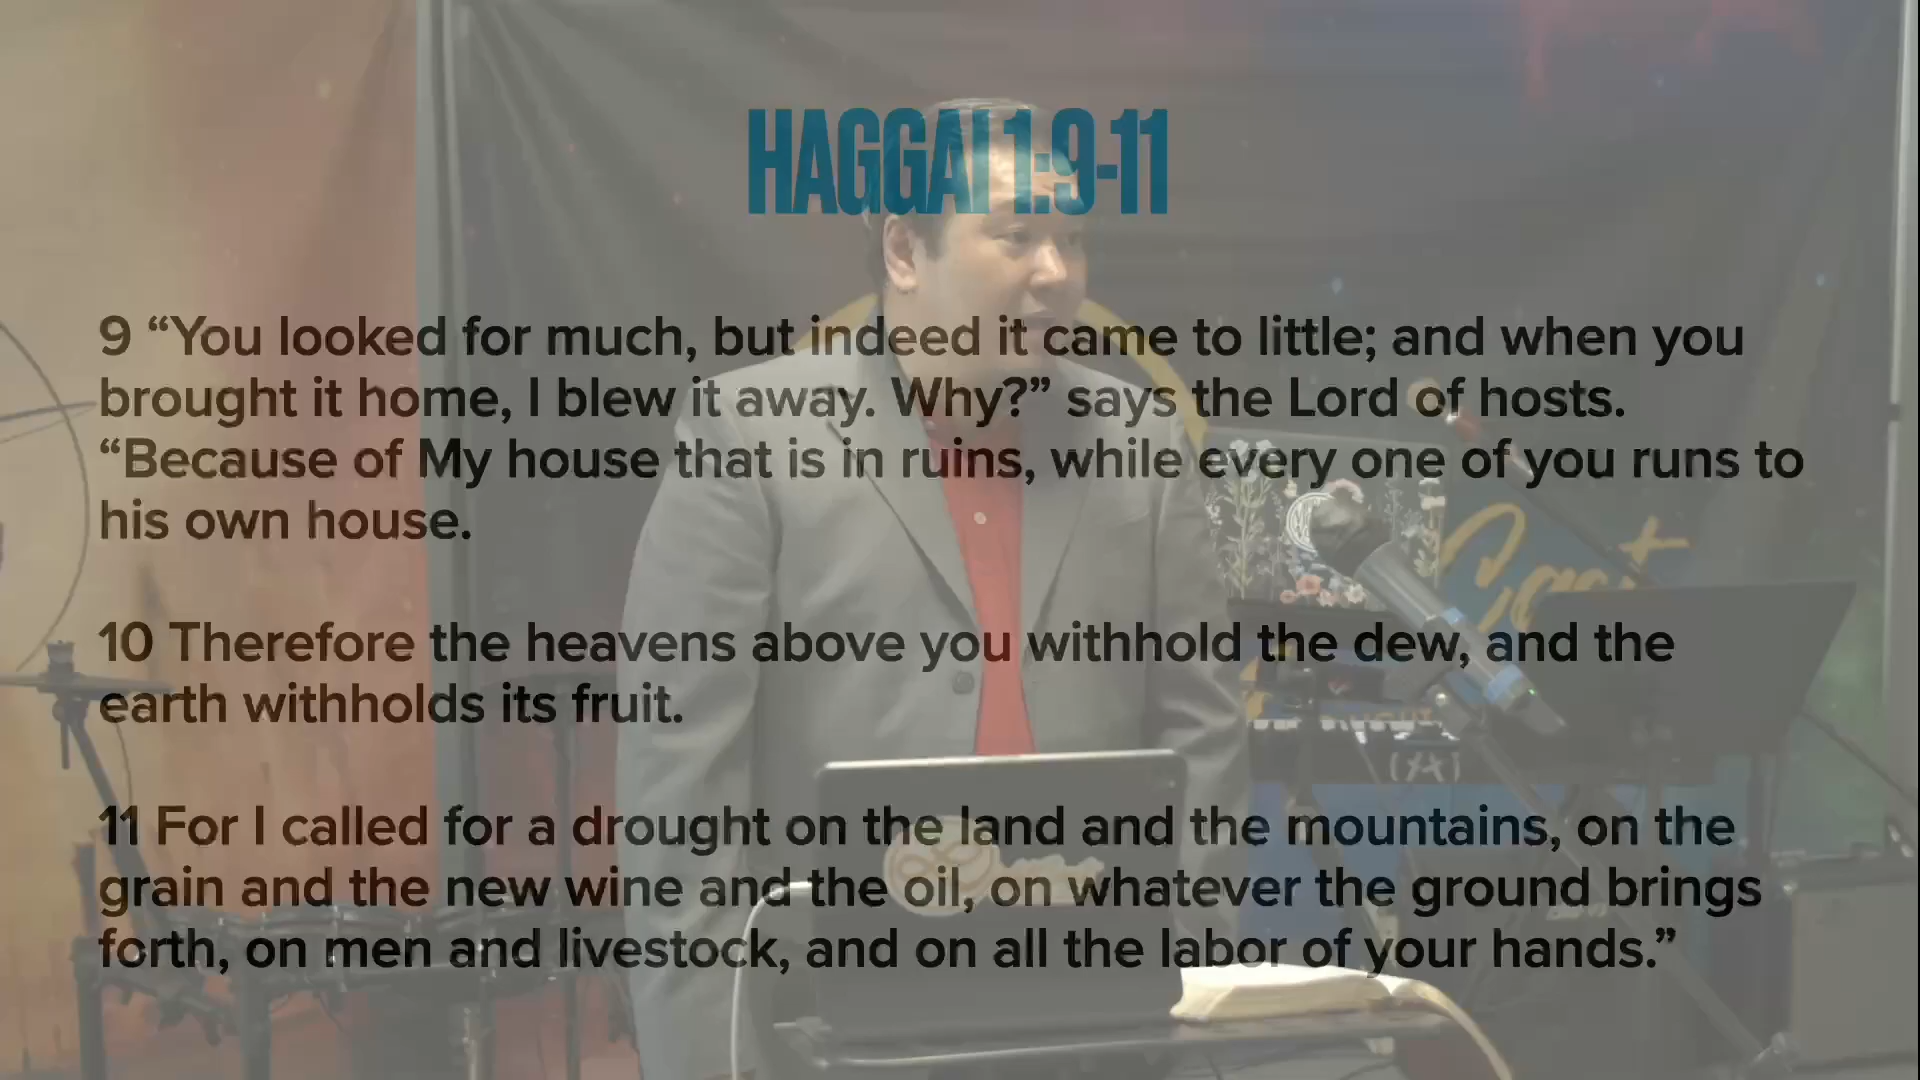 HAGGAI 1:9-11
9 “You looked for much, but indeed it came to little; and when you
brought it home, I blew it away. Why?” says the Lord of hosts.
“Because of My house that is in ruins, while every one of you runs to
his own house.
10 Therefore the heavens above you withhold the dew, and the
earth withholds its fruit.
11 For I called for a drought on the land and the mountains, on the
grain and the new wine and the oil, on whatever the ground brings
forth, on men and livestock, and on all the labor of your hands.”